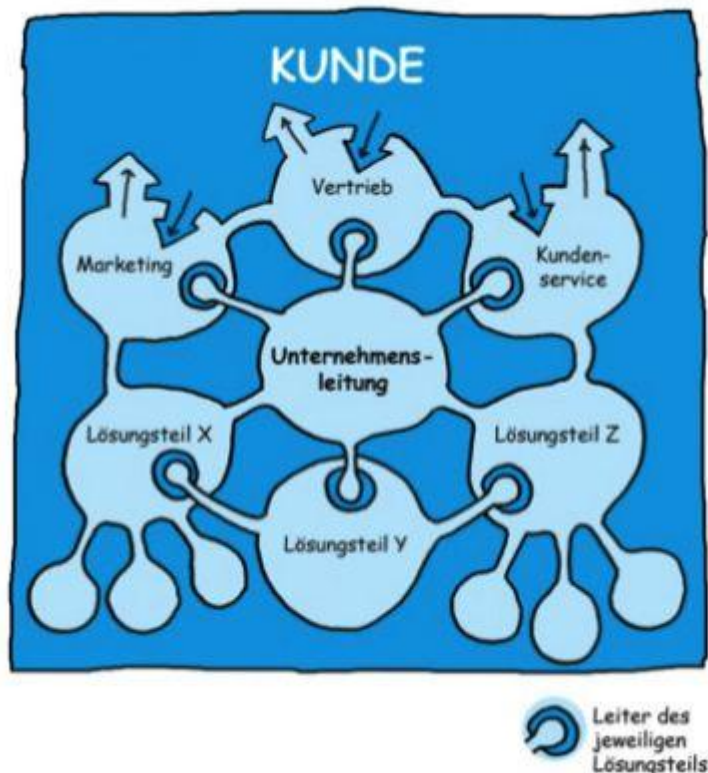 KUNDE
Vertrieb
Marketing
Kunden-
service
Unternehmens-
leitung
Lösungsteil X
Lösungsteil Z
Lösungsteil Y
Leiter des
jeweiligen
Lösungsteils